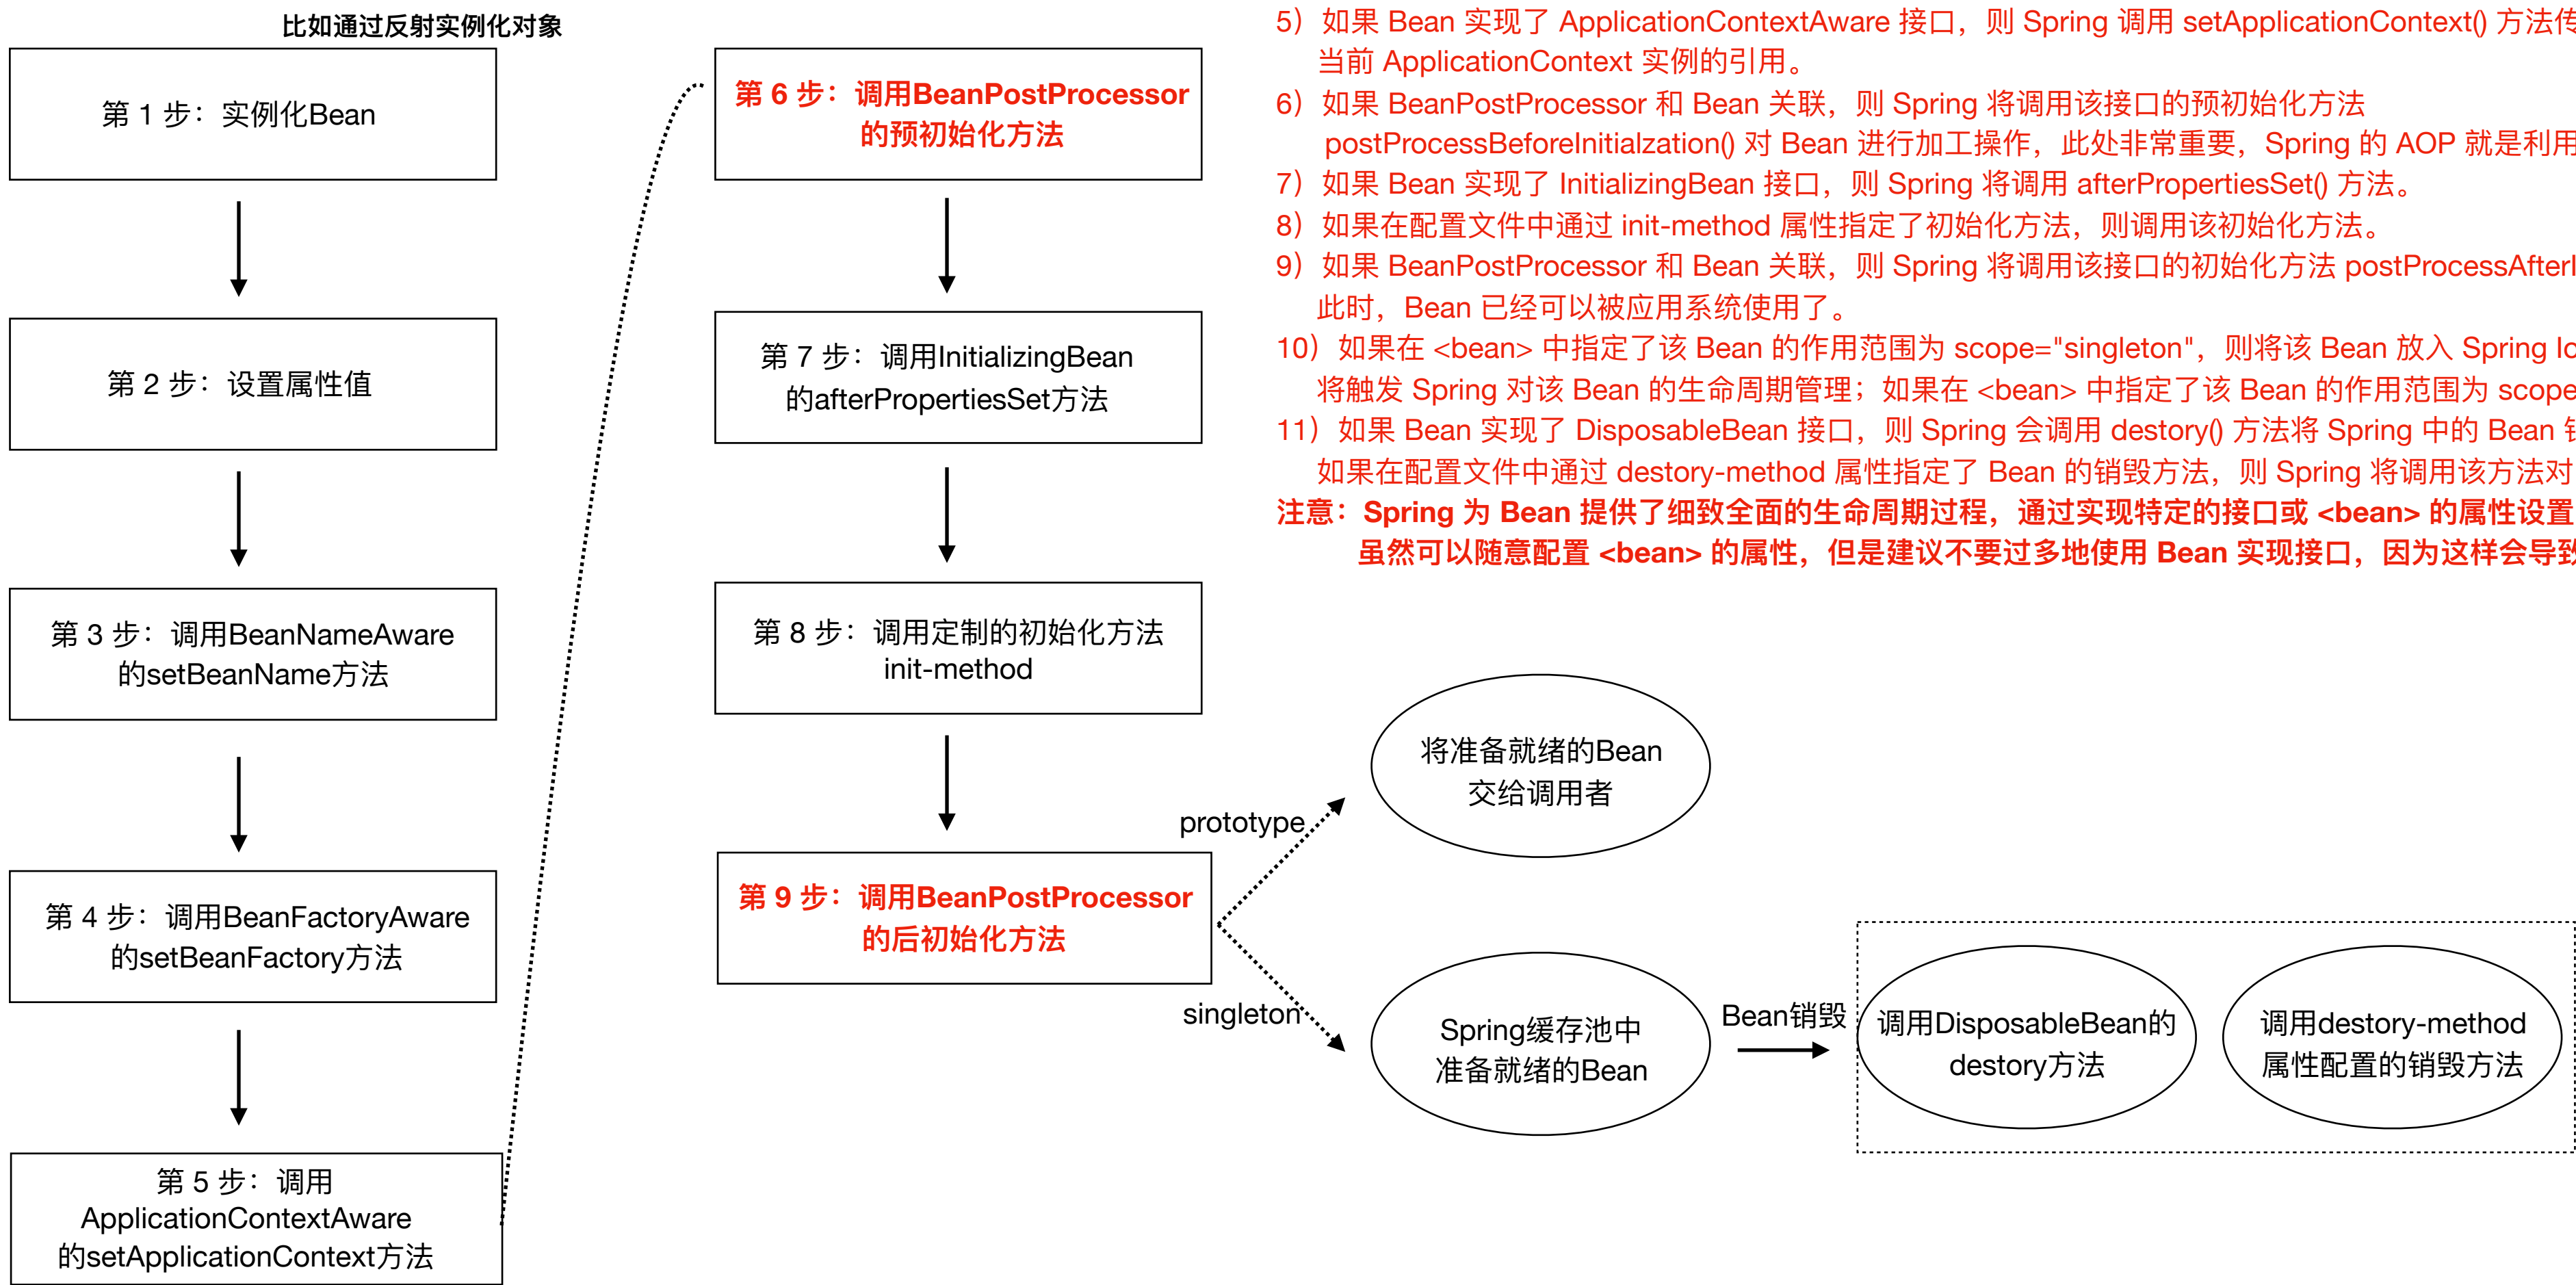 比如通过反射实例化对象
第 1 步：实例化Bean
第 2 步：设置属性值
第 3 步：调用BeanNameAware
的setBeanName方法
第 4 步：调用BeanFactoryAware
的setBeanFactory方法
第 5 步：调用
ApplicationContextAware
的setApplicationContext方法
第 6 步：调用BeanPostProcessor
的预初始化方法
第 7 步：调用InitializingBean
的afterPropertiesSet方法
第 8 步：调用定制的初始化方法
init-method
第 9 步：调用BeanPostProcessor
的后初始化方法
5）如果 Bean 实现了 ApplicationContextAware 接口，则 Spring 调用 setApplicationContext() 方法传
当前 ApplicationContext 实例的引用。
6）如果 BeanPostProcessor 和 Bean 关联，则 Spring 将调用该接口的预初始化方法
postProcessBeforeInitialzation() 对 Bean 进行加工操作，此处非常重要，Spring 的 AOP 就是利用
7）如果 Bean 实现了 InitializingBean 接口，则 Spring 将调用 afterPropertiesSet() 方法。
8）如果在配置文件中通过 init-method 属性指定了初始化方法，则调用该初始化方法。
9）如果 BeanPostProcessor 和 Bean 关联，则 Spring 将调用该接口的初始化方法 postProcessAfterI
此时，Bean 已经可以被应用系统使用了。
10）如果在 <bean> 中指定了该 Bean 的作用范围为 scope="singleton"，则将该 Bean 放入 Spring Io
将触发 Spring 对该 Bean 的生命周期管理；如果在 <bean> 中指定了该 Bean 的作用范围为 scope
11）如果 Bean 实现了 DisposableBean 接口，则 Spring 会调用 destory() 方法将 Spring 中的 Bean
如果在配置文件中通过 destory-method 属性指定了 Bean 的销毁方法，则 Spring 将调用该方法对
注意：Spring 为 Bean 提供了细致全面的生命周期过程，通过实现特定的接口或 <bean> 的属性设置
虽然可以随意配置 <bean> 的属性，但是建议不要过多地使用 Bean 实现接口，因为这样会导致
prototype
将准备就绪的Bean
交给调用者
singleton
Spring缓存池中
准备就绪的Bean
Bean销毁
调用DisposableBean的
destory方法
调用destory-method
属性配置的销毁方法